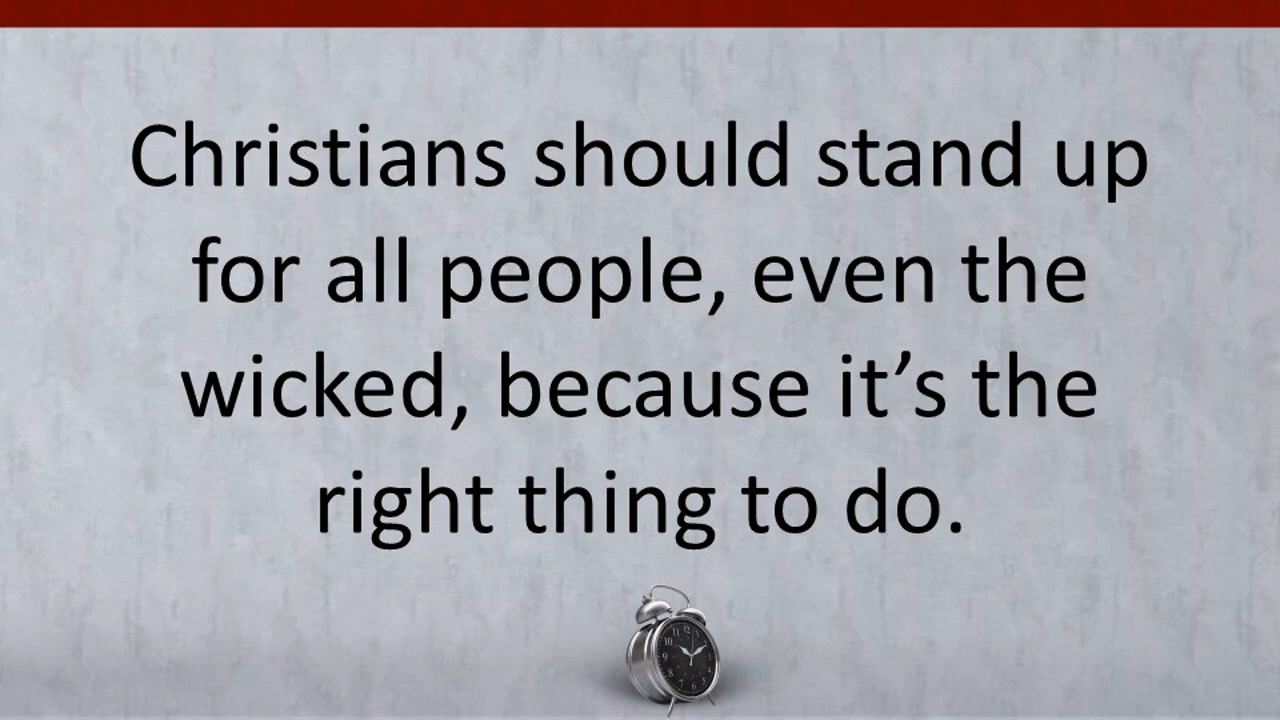 Christians should stand up
for all people, even the
wicked, because it’s the
right thing to do.